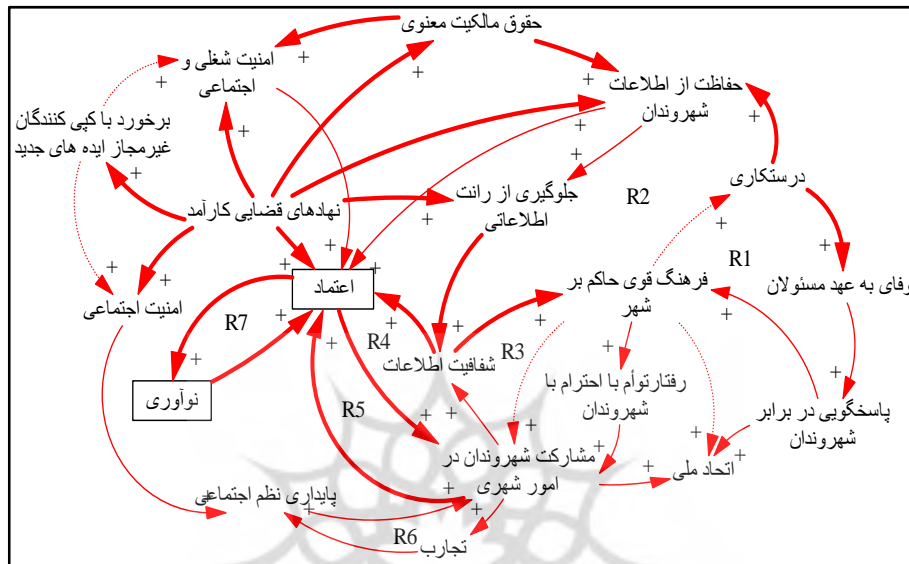 حقوق مالکیت معنوی
امنیت شغلی و
اجتماعی
حفاظت از اطلاعات
شهروندان
برخورد با کپی کنندگان
غیرمجاز ایده های جدید
درستکاری
جلوگیری از رانت
اطلاعاتی
نهادهای قضایی کارآمد
R2
R1
فرهنگ قوی حاکم بر
شهر
وفای به عهد مسئولان
اعتماد
امنیت اجتماعی
R7
R4
R3
شفافیت اطلاعات
رفتارتوأم با احترام با
شهروندان
نوآوری
R5
پاسخگویی در برابر
شهروندان
مشارکت شهروندان در
امور شهری
اتحاد ملی
پایداری نظم اجتماعی
R6
تجارب